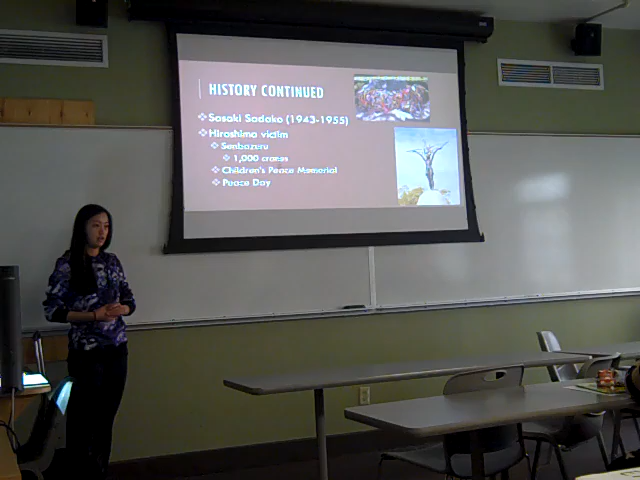 HISTORY CONTINUED
Sasaki Sadako (1943-1955)
Hiroshima victim
Senbazuru
1,000 cranes
Children's Peace Memorial
Peace Day